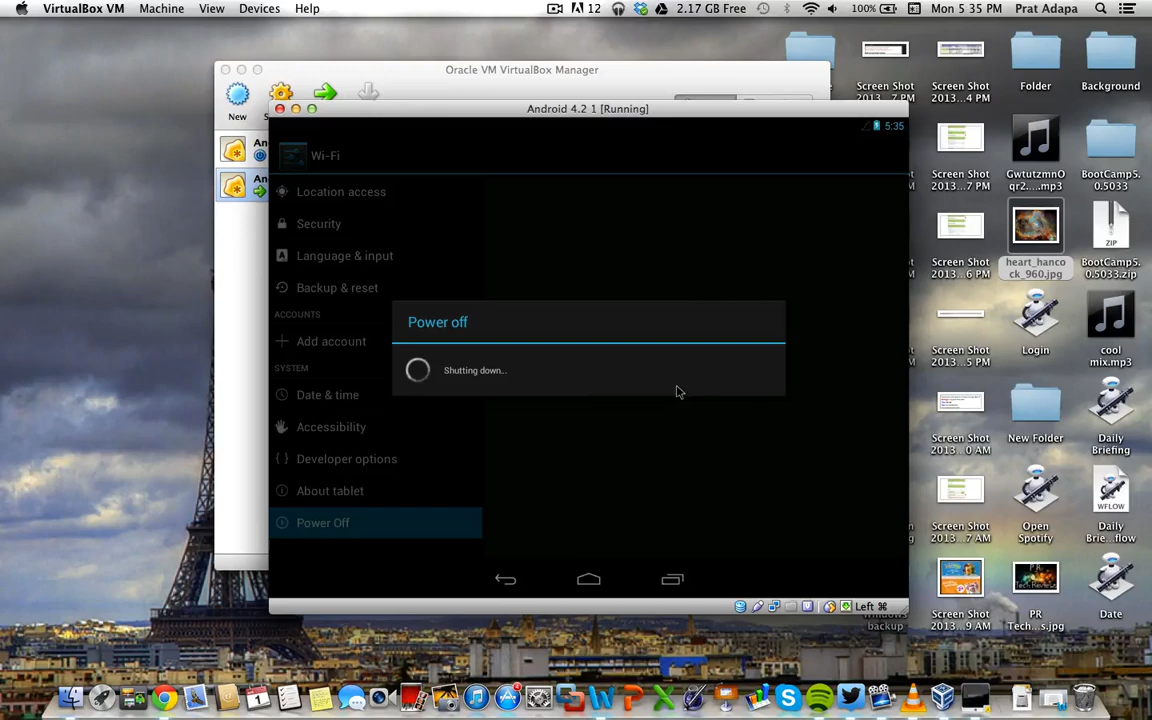 VirtualBox VM Machine View Devices Help
12 2.17 GB Free 100% Mon 5 35 PM Prat Adapa
Oracle VM VirtualBox Manager
New
Android 4.2 1 [Running]
5:35
Wi-Fi
Location access
Security
Language & input
Backup & reset
ACCOUNTS
Add account
SYSTEM
Date & time
Accessibility
Developer options
About tablet
Power Off
Power off
Shutting down...
Left ⌘
Screen Shot
2013...7 PM
Screen Shot
2013...4 PM
Folder
Background
Screen Shot
2013...7 PM
GwtutzmnO
qr2....mp3
BootCamp5.
0.5033
Screen Shot
2013...6 PM
heart_hanco
ck_960.jpg
ZIP
BootCamp5.
0.5033.zip
Screen Shot
2013...5 PM
Login
cool
mix.mp3
Screen Shot
2013...0 AM
New Folder
Daily
Briefing
Screen Shot
2013...7 AM
Open
Spotify
WFLOW
Daily
Brie...flow
Screen Shot
2013...9 AM
PR
Tech...s.jpg
Date
backup